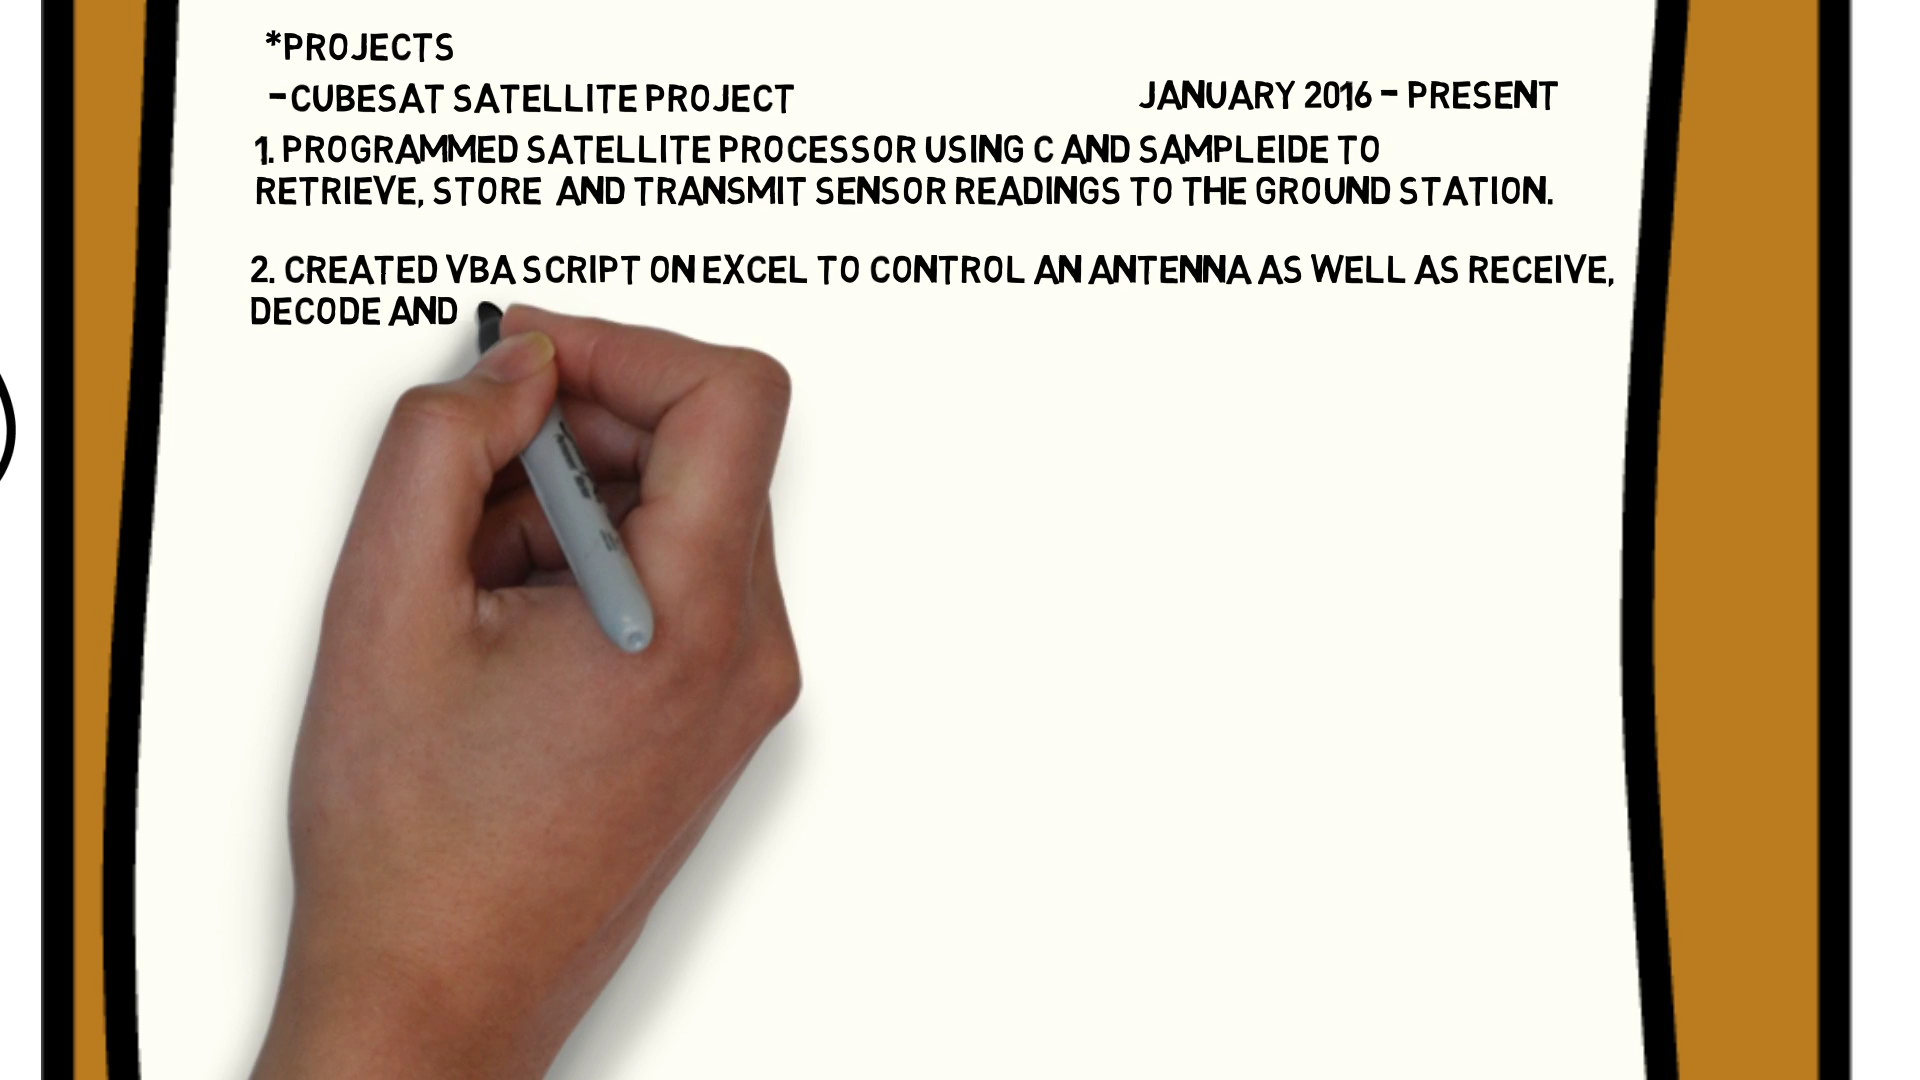 *PROJECTS
-CUBESAT SATELLITE PROJECT JANUARY 2016 - PRESENT
1. PROGRAMMED SATELLITE PROCESSOR USING C AND SAMPLEIDE TO
RETRIEVE, STORE AND TRANSMIT SENSOR READINGS TO THE GROUND STATION.
2. CREATED VBA SCRIPT ON EXCEL TO CONTROL AN ANTENNA AS WELL AS RECEIVE,
DECODE AND